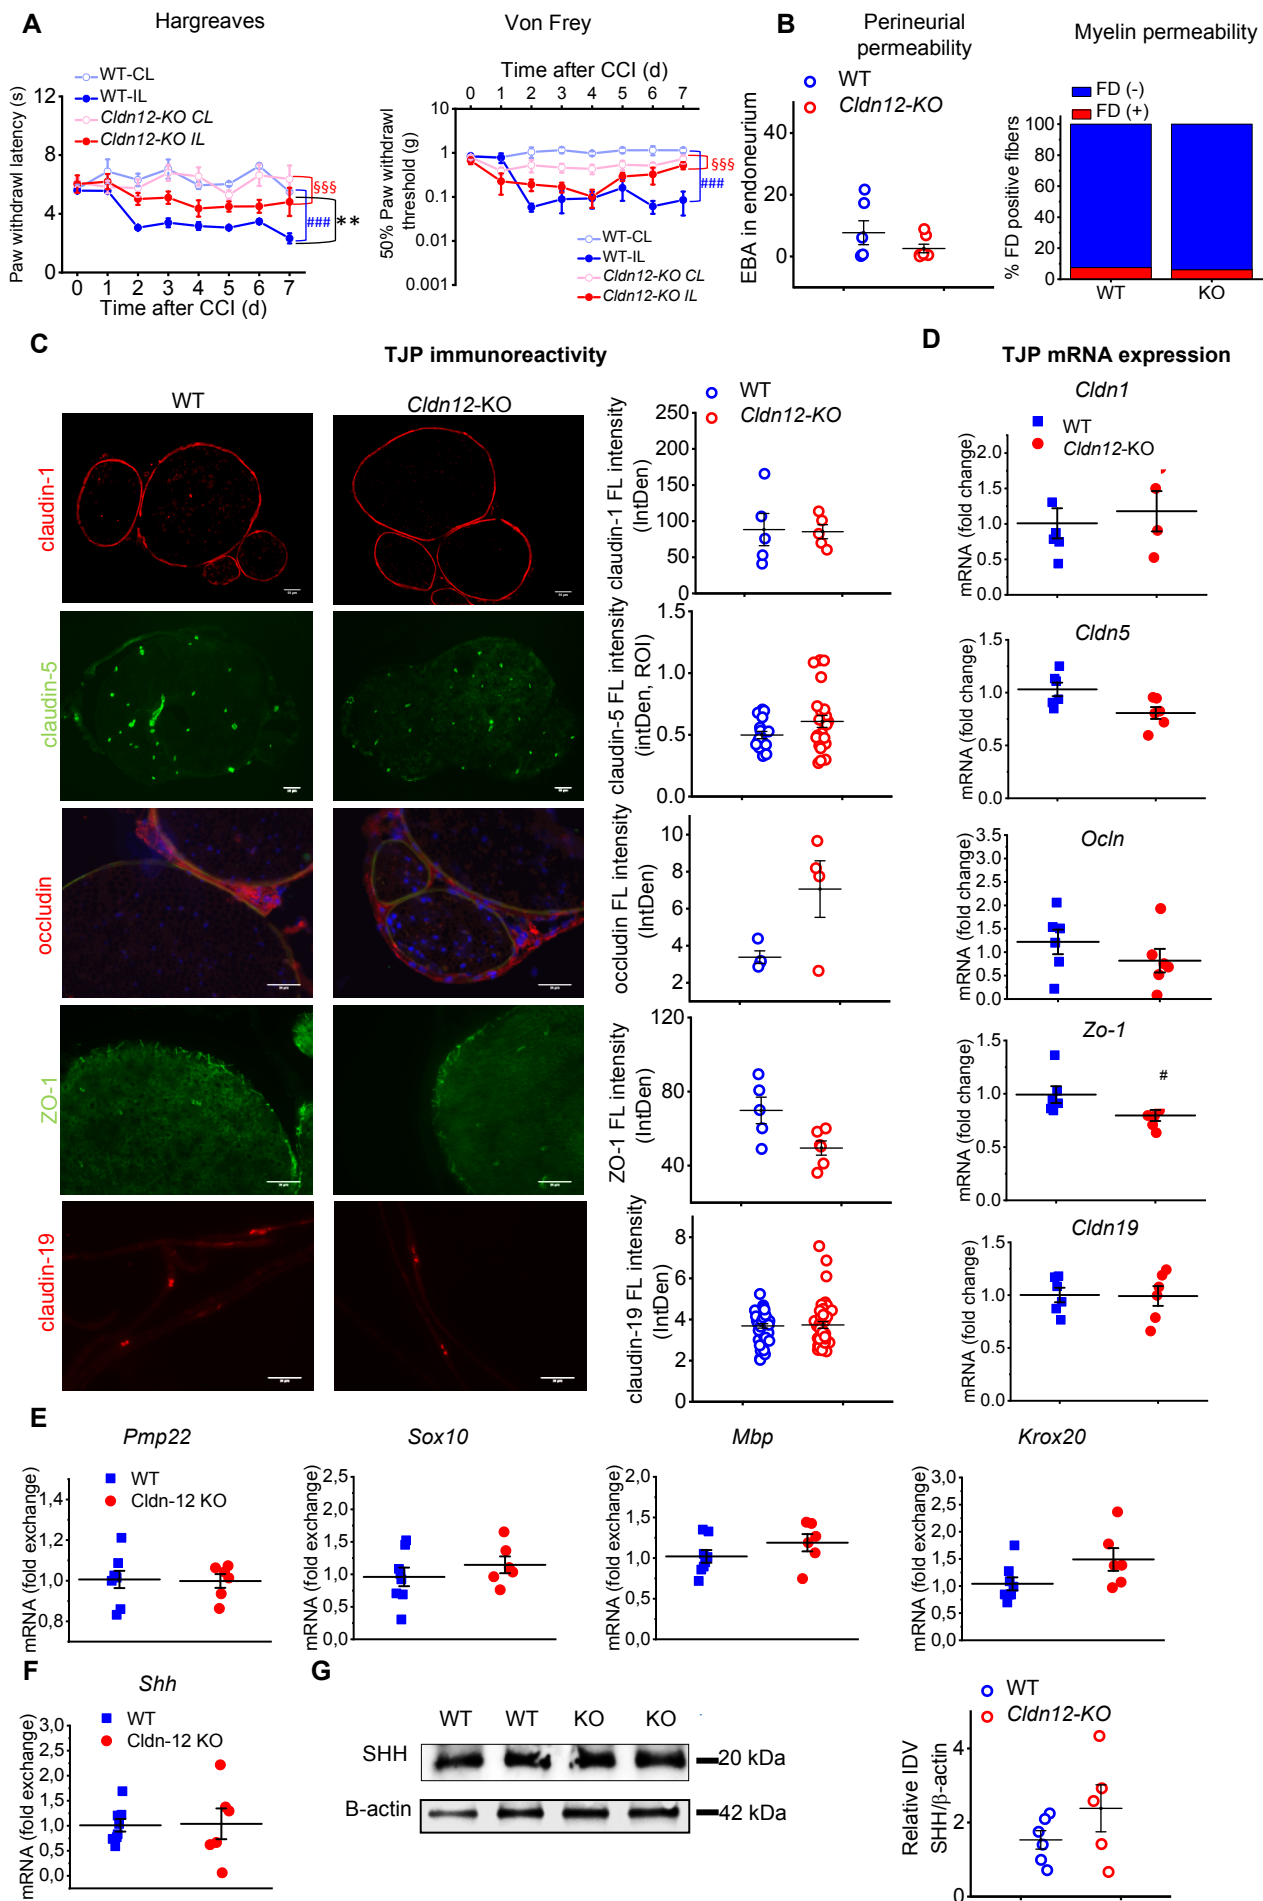 A
Hargreaves
WT-CL
WT-IL
Cldn12-KO CL
Cldn12-KO IL
Paw withdrawl latency (s)
12
8
4
0
§§§
###
**
0 1 2 3 4 5 6 7
Time after CCI (d)
Von Frey
Time after CCI (d)
0 1 2 3 4 5 6 7
50% Paw withdrawl
threshold (g)
10
1
0.1
0.01
0.001
§§§
###
WT-CL
WT-IL
Cldn12-KO CL
Cldn12-KO IL
B
Perineurial
permeability
WT
Cldn12-KO
EBA in endoneurium
40
20
0
Myelin permeability
FD (-)
FD (+)
% FD positive fibers
100
80
60
40
20
0
WT KO
C
TJP immunoreactivity
WT
Cldn12-KO
claudin-1
claudin-5
occludin
ZO-1
claudin-19
WT
Cldn12-KO
claudin-1 FL intensity
(IntDen)
250
200
150
100
50
0
claudin-5 FL intensity
(intDen, ROI)
1.5
1.0
0.5
0.0
occludin FL intensity
(IntDen)
10
8
6
4
2
ZO-1 FL intensity
(IntDen)
120
80
40
claudin-19 FL intensity
(IntDen)
8
6
4
2
0
D
TJP mRNA expression
Cldn1
WT
Cldn12-KO
mRNA (fold change)
2.0
1.5
1.0
0.5
0.0
Cldn5
mRNA (fold change)
1.5
1.0
0.5
0.0
Ocln
mRNA (fold change)
3.5
3.0
2.5
2.0
1.5
1.0
0.5
0.0
Zo-1
mRNA (fold change)
1.5
1.0
0.5
0.0
#
Cldn19
mRNA (fold change)
1.5
1.0
0.5
0.0
E
Pmp22
WT
Cldn-12 KO
mRNA (fold exchange)
1,4
1,2
1,0
0,8
Sox10
mRNA (fold exchange)
2,5
2,0
1,5
1,0
0,5
0,0
Mbp
mRNA (fold exchange)
2,0
1,5
1,0
0,5
0,0
Krox20
mRNA (fold exchange)
3,0
2,5
2,0
1,5
1,0
0,5
0,0
F
Shh
WT
Cldn-12 KO
mRNA (fold exchange)
3,0
2,5
2,0
1,5
1,0
0,5
0,0
G
WT WT KO KO
SHH
20 kDa
B-actin
42 kDa
WT
Cldn12-KO
Relative IDV
SHH/β-actin
4
2
0